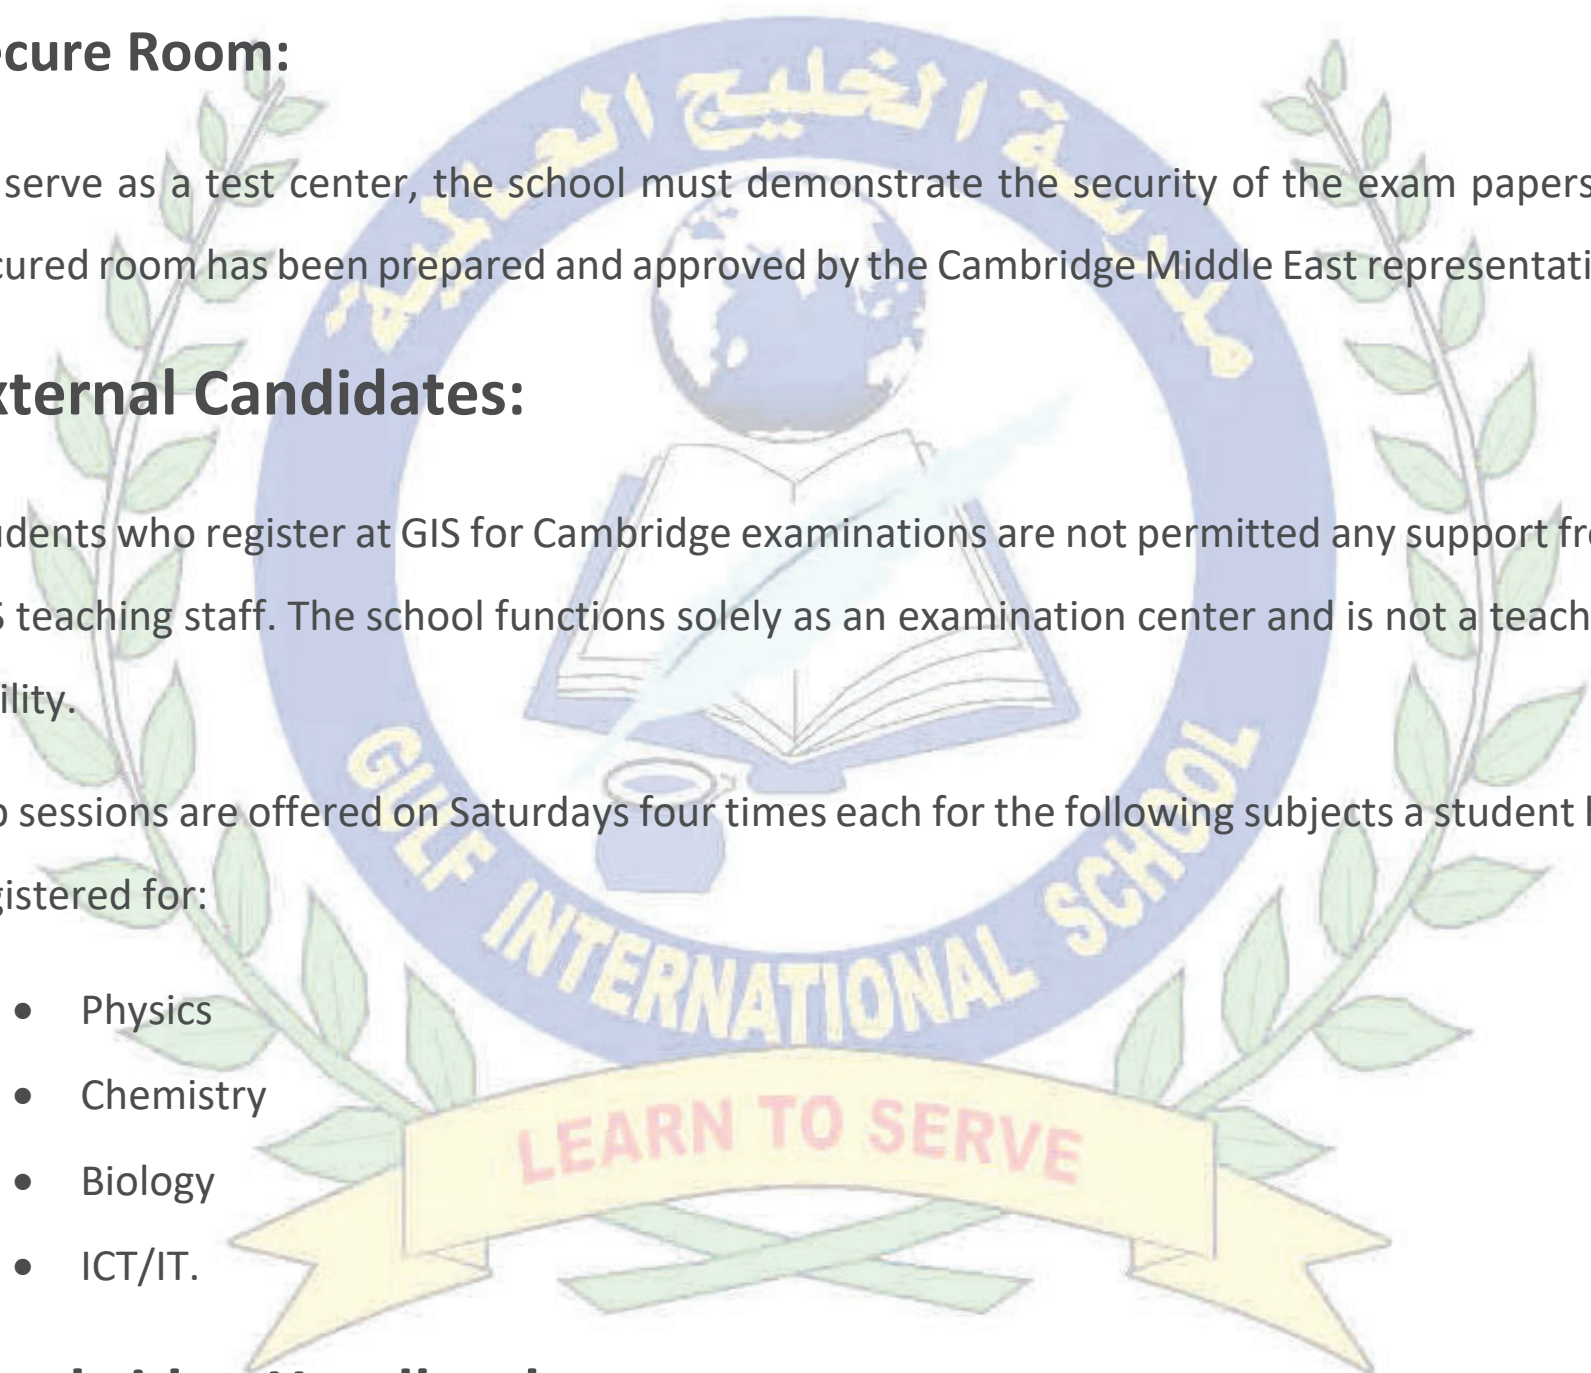 ecure Room:
serve as a test center, the school must demonstrate the security of the exam papers
cured room has been prepared and approved by the Cambridge Middle East representati
xternal Candidates:
udents who register at GIS for Cambridge examinations are not permitted any support fr
S teaching staff. The school functions solely as an examination center and is not a teach
ility.
sessions are offered on Saturdays four times each for the following subjects a student
gistered for:
• Physics
• Chemistry
• Biology
• ICT/IT.
مدرسة الخليج العالمية
GULF INTERNATIONAL SCHOOL
LEARN TO SERVE